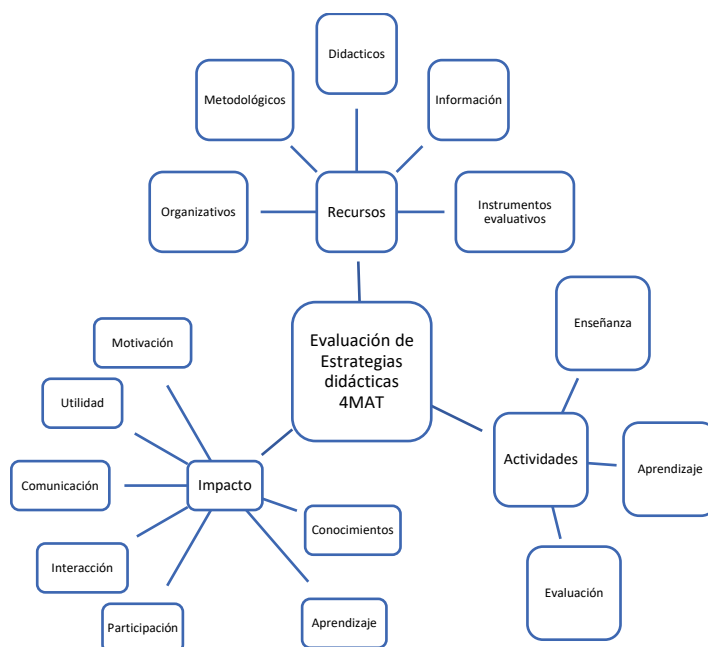 Didacticos
Metodológicos
Información
Organizativos
Recursos
Instrumentos
evaluativos
Enseñanza
Evaluación de
Estrategias
didácticas
4MAT
Motivación
Utilidad
Actividades
Aprendizaje
Comunicación
Impacto
Conocimientos
Interacción
Evaluación
Participación
Aprendizaje